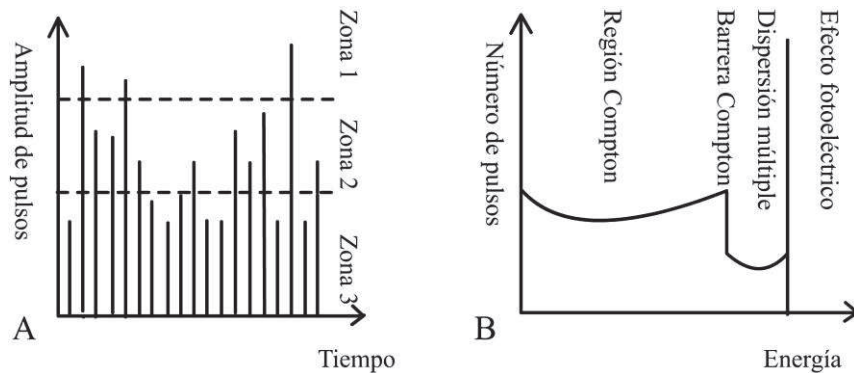 Amplitud de pulsos
Zona 1
Zona 2
Zona 3
A
Tiempo
Número de pulsos
Región Compton
Barrera Compton
Dispersión múltiple
Efecto fotoeléctrico
B
Energía